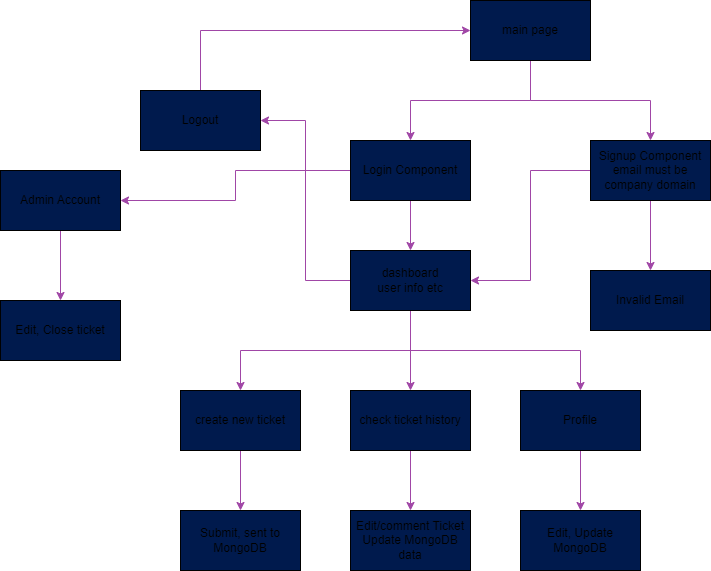 main page
Logout
Login Component
Signup Component
email must be
company domain
Admin Account
dashboard
user info etc
Invalid Email
Edit, Close ticket
create new ticket
check ticket history
Profile
Submit, sent to
MongoDB
Edit/comment Ticket
Update MongoDB
data
Edit, Update
MongoDB